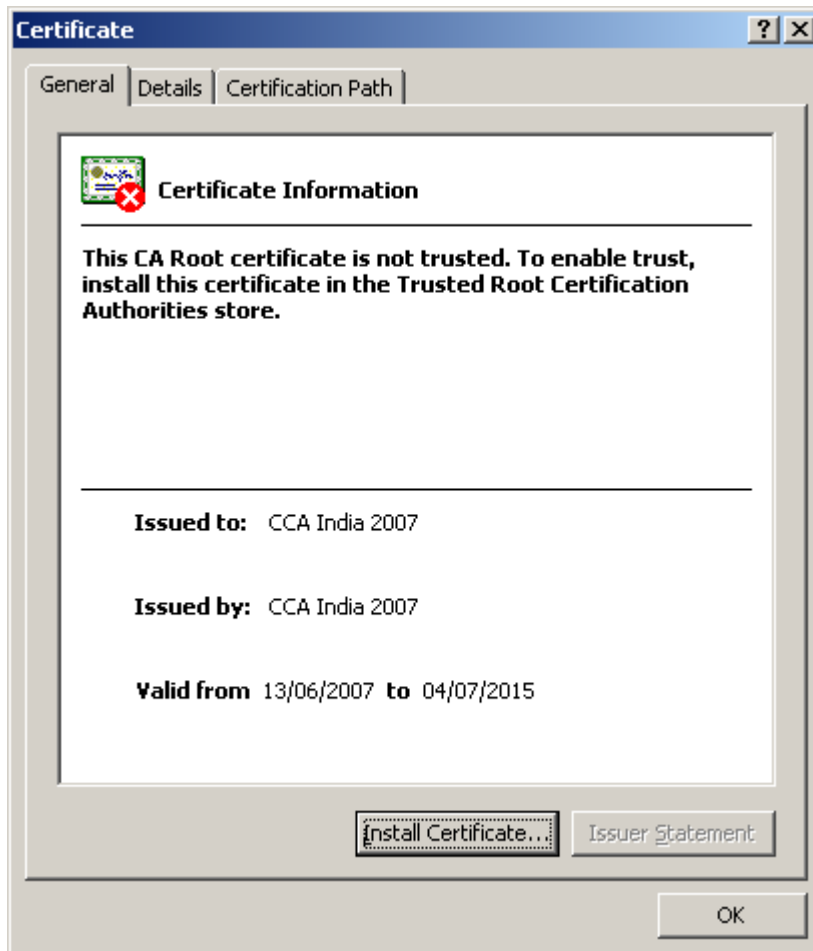 Certificate
General Details Certification Path
Certificate Information
This CA Root certificate is not trusted. To enable trust,
install this certificate in the Trusted Root Certification
Authorities store.
Issued to: CCA India 2007
Issued by: CCA India 2007
Valid from 13/06/2007 to 04/07/2015
Install Certificate... Issuer Statement
OK